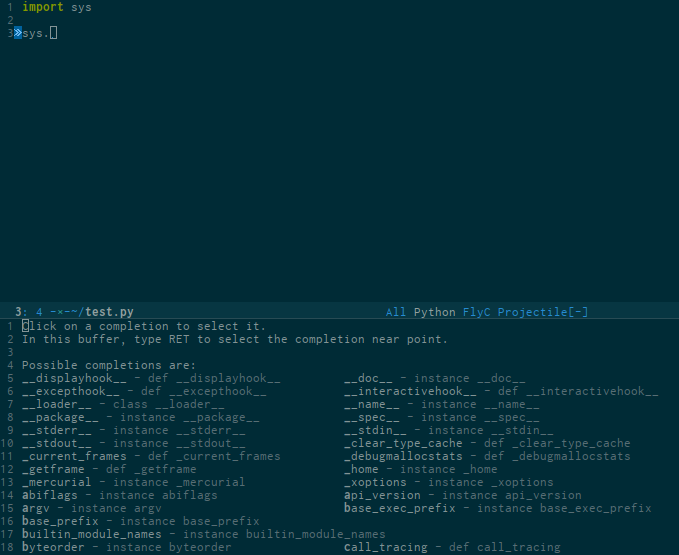 1 import sys
2
3»sys.
3: 4 -×--/test.py All Python FlyC Projectile[-]
1 Click on a completion to select it.
2 In this buffer, type RET to select the completion near point.
3
4 Possible completions are:
5 __displayhook__ - def __displayhook__ __doc__ - instance __doc__
6 __excepthook__ - def __excepthook__ __interactivehook__ - def __interactivehook__
7 __loader__ - class __loader__ __name__ - instance __name__
8 __package__ - instance __package__ __spec__ - instance __spec__
9 __stderr__ - instance __stderr__ __stdin__ - instance __stdin__
10 __stdout__ - instance __stdout__ _clear_type_cache - def _clear_type_cache
11 _current_frames - def _current_frames _debugmallocstats - def _debugmallocstats
12 _getframe - def _getframe _home - instance _home
13 _mercurial - instance _mercurial _xoptions - instance _xoptions
14 abiflags - instance abiflags api_version - instance api_version
15 argv - instance argv base_exec_prefix - instance base_exec_prefix
16 base_prefix - instance base_prefix
17 builtin_module_names - instance builtin_module_names
18 byteorder - instance byteorder call_tracing - def call_tracing